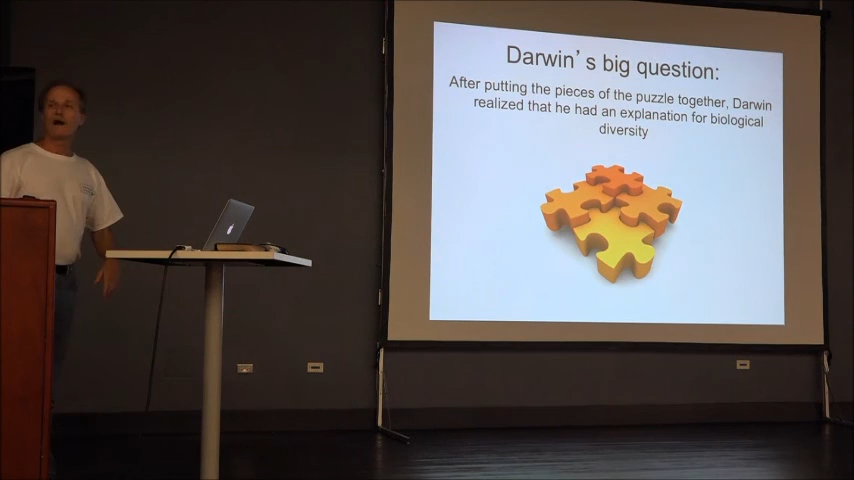 Darwin's big question:
After putting the pieces of the puzzle together, Darwin
realized that he had an explanation for biological
diversity